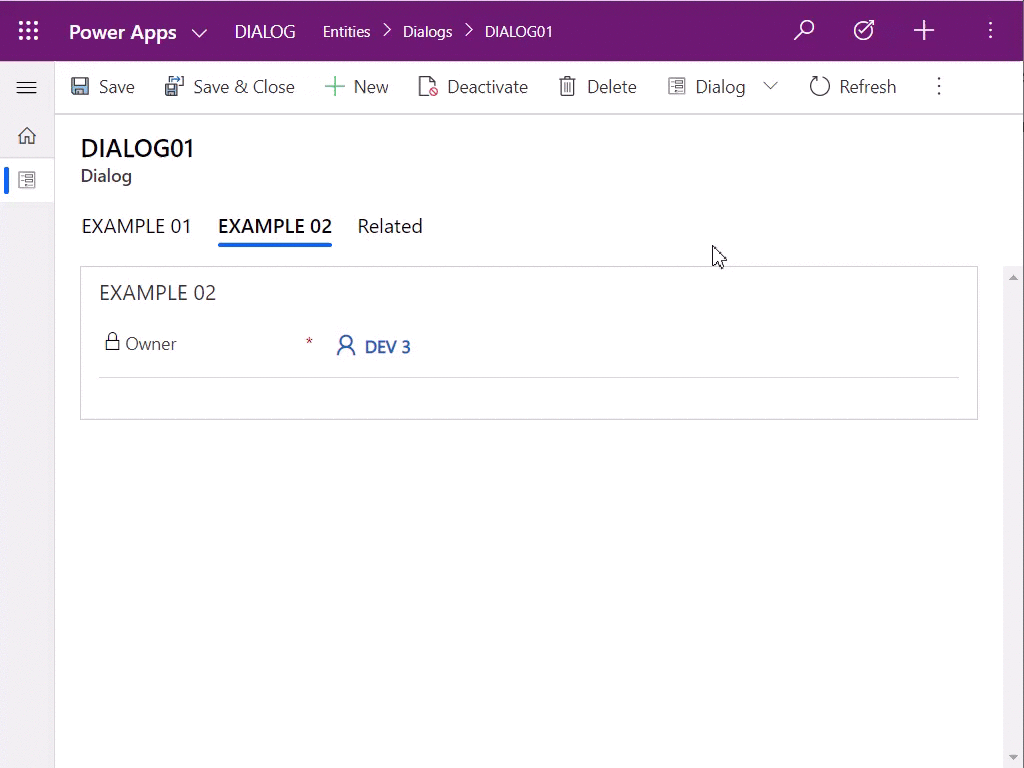 Power Apps DIALOG Entities Dialogs DIALOG01
Save Save & Close New Deactivate Delete Dialog Refresh
DIALOG01
Dialog
EXAMPLE 01 EXAMPLE 02 Related
EXAMPLE 02
Owner * DEV 3